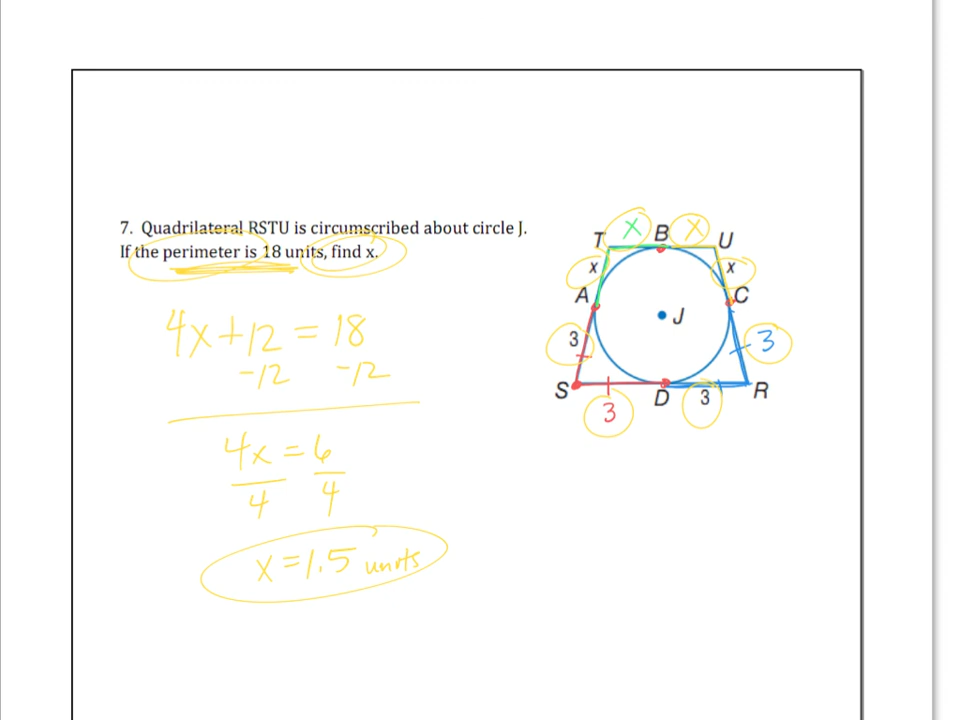 7. Quadrilateral RSTU is circumscribed about circle J.
If the perimeter is 18 units, find x.
4x+12 = 18
-12 -12
4x = 6
4 4
x = 1.5 units
X B X
T U
x x
A C
J
3 3
S D 3 R
3